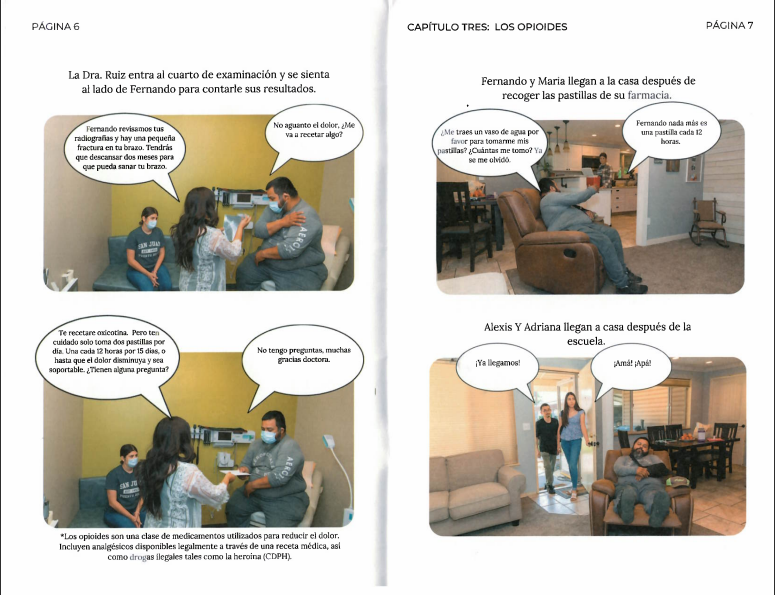 PÁGINA 6
La Dra. Ruiz entra al cuarto de examinación y se sienta
al lado de Fernando para contarle sus resultados.
Fernando revisamos tus
radiografias y hay una pequeña
fractura en tu brazo. Tendrás
que descansar dos meses para
que pueda sanar tu brazo.
No aguanto el dolor, ¿Me
va a recetar algo?
SAN JUAN
AERO
Te recetare oxicotina. Pero ten
cuidado solo toma dos pastillas por
día. Una cada 12 horas por 15 dias, o
hasta que el dolor disminuya y sea
soportable. ¿Tienen alguna pregunta?
No tengo preguntas, muchas
gracias doctora.
SAN JUAN
AERO
*Los opioides son una clase de medicamentos utilizados para reducir el dolor.
Incluyen analgésicos disponibles legalmente a través de una receta médica, asi
como drogas ilegales tales como la heroína (CDPH).
CAPÍTULO TRES: LOS OPIOIDES
PÁGINA 7
Fernando y Maria llegan a la casa después de
recoger las pastillas de su farmacia.
¿Me traes un vaso de agua por
favor para tomarme mis
pastillas? ¿Cuántas me tomo? Ya
se me olvidó.
Fernando nada más es
una pastilla cada 12
horas.
Alexis Y Adriana llegan a casa después de la
escuela.
¡Ya llegamos!
¡Amá! ¡Apá!